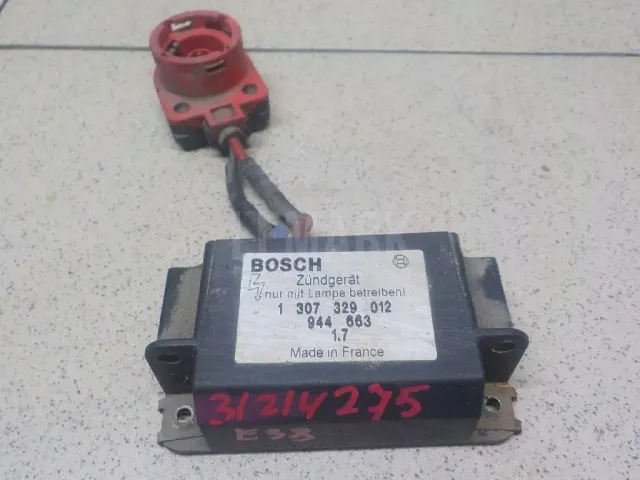 BOSCH
Zündgerät
nur mit Lampe betreiben!
1 307 329 012
944 663
1.7
Made in France
31214275
E38
ELMARK